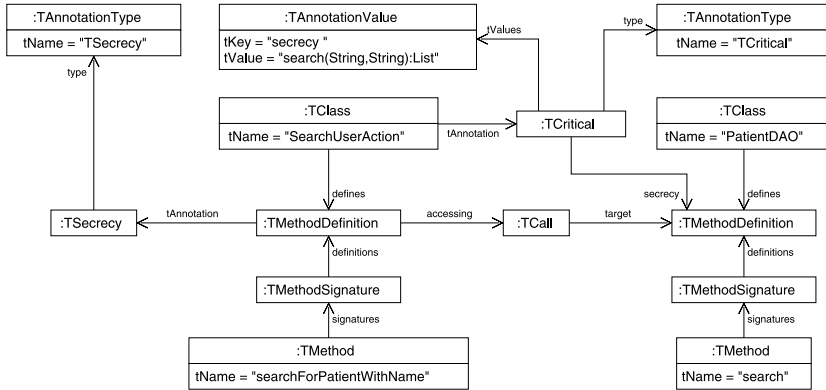 :TAnnotationType
tName = "TSecrecy"
:TAnnotationValue
tKey = "secrecy "
tValue = "search(String,String):List"
:TAnnotationType
tName = "TCritical"
type
tValues
type
:TClass
tName = "SearchUserAction"
tAnnotation
:TCritical
:TClass
tName = "PatientDAO"
defines
secrecy
defines
:TSecrecy
tAnnotation
:TMethodDefinition
accessing
:TCall
target
:TMethodDefinition
definitions
definitions
:TMethodSignature
:TMethodSignature
signatures
signatures
:TMethod
tName = "searchForPatientWithName"
:TMethod
tName = "search"